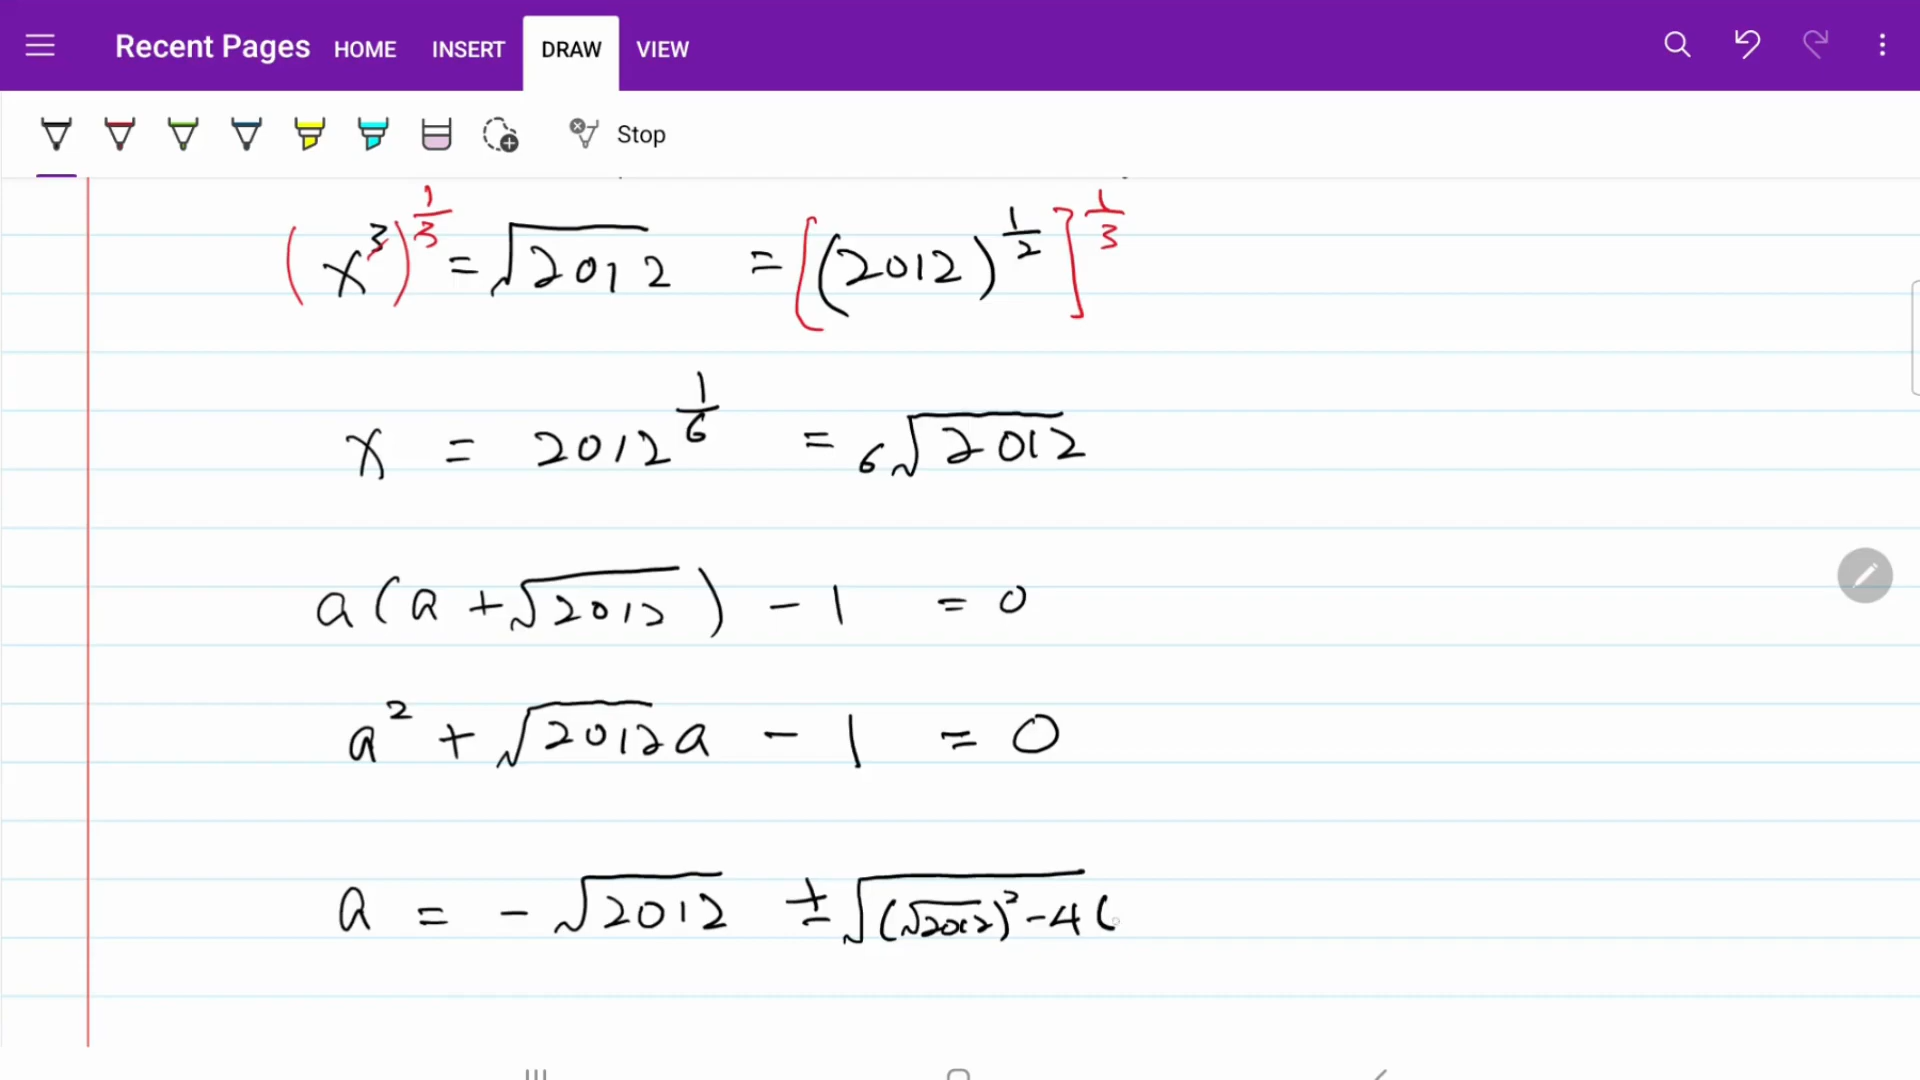 Recent Pages HOME INSERT DRAW VIEW
Stop
(x³)^(1/3) = √2012 = [(2012)^(1/2)]^(1/3)
x = 2012^(1/6) = 6√2012
a(a + √2012) - 1 = 0
a² + √2012a - 1 = 0
a = -√2012 ± √(√2012)² - 4(